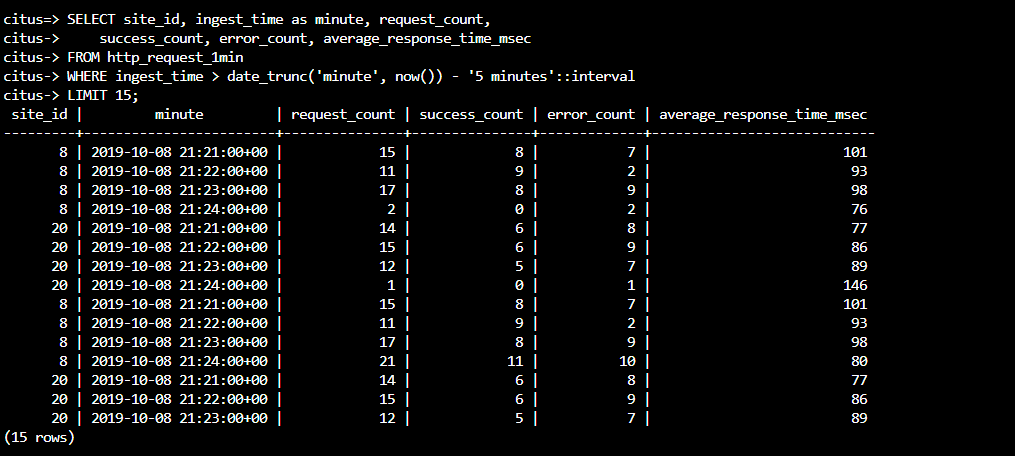 citus=> SELECT site_id, ingest_time as minute, request_count,
citus->     success_count, error_count, average_response_time_msec
citus-> FROM http_request_1min
citus-> WHERE ingest_time > date_trunc('minute', now()) - '5 minutes'::interval
citus-> LIMIT 15;
 site_id |         minute         | request_count | success_count | error_count | average_response_time_msec
---------+------------------------+---------------+---------------+-------------+----------------------------
       8 | 2019-10-08 21:21:00+00 |            15 |             8 |           7 |                        101
       8 | 2019-10-08 21:22:00+00 |            11 |             9 |           2 |                         93
       8 | 2019-10-08 21:23:00+00 |            17 |             8 |           9 |                         98
       8 | 2019-10-08 21:24:00+00 |             2 |             0 |           2 |                         76
      20 | 2019-10-08 21:21:00+00 |            14 |             6 |           8 |                         77
      20 | 2019-10-08 21:22:00+00 |            15 |             6 |           9 |                         86
      20 | 2019-10-08 21:23:00+00 |            12 |             5 |           7 |                         89
      20 | 2019-10-08 21:24:00+00 |             1 |             0 |           1 |                        146
       8 | 2019-10-08 21:21:00+00 |            15 |             8 |           7 |                        101
       8 | 2019-10-08 21:22:00+00 |            11 |             9 |           2 |                         93
       8 | 2019-10-08 21:23:00+00 |            17 |             8 |           9 |                         98
       8 | 2019-10-08 21:24:00+00 |            21 |            11 |          10 |                         80
      20 | 2019-10-08 21:21:00+00 |            14 |             6 |           8 |                         77
      20 | 2019-10-08 21:22:00+00 |            15 |             6 |           9 |                         86
      20 | 2019-10-08 21:23:00+00 |            12 |             5 |           7 |                         89
(15 rows)